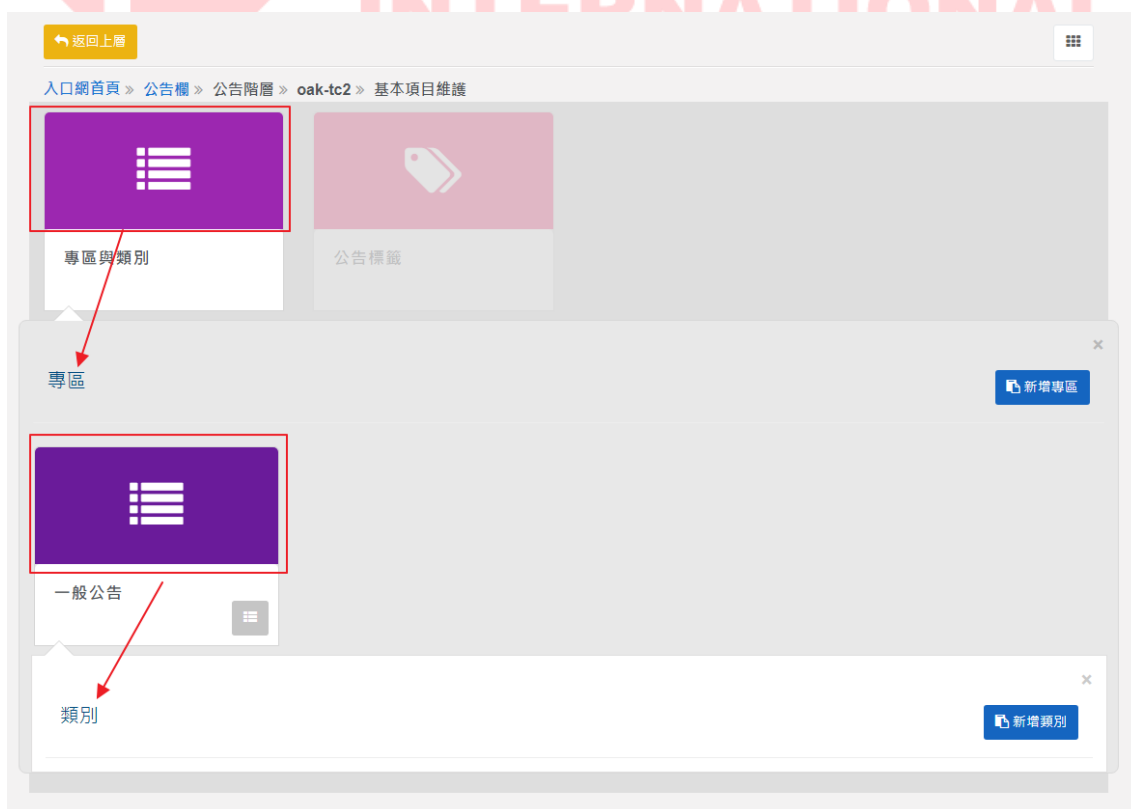 INTERNATIONAL
返回上層
入口網首頁 » 公告欄 » 公告階層 » oak-tc2 » 基本項目維護
專區與類別
公告標籤
×
專區
新增專區
一般公告
×
類別
新增類別